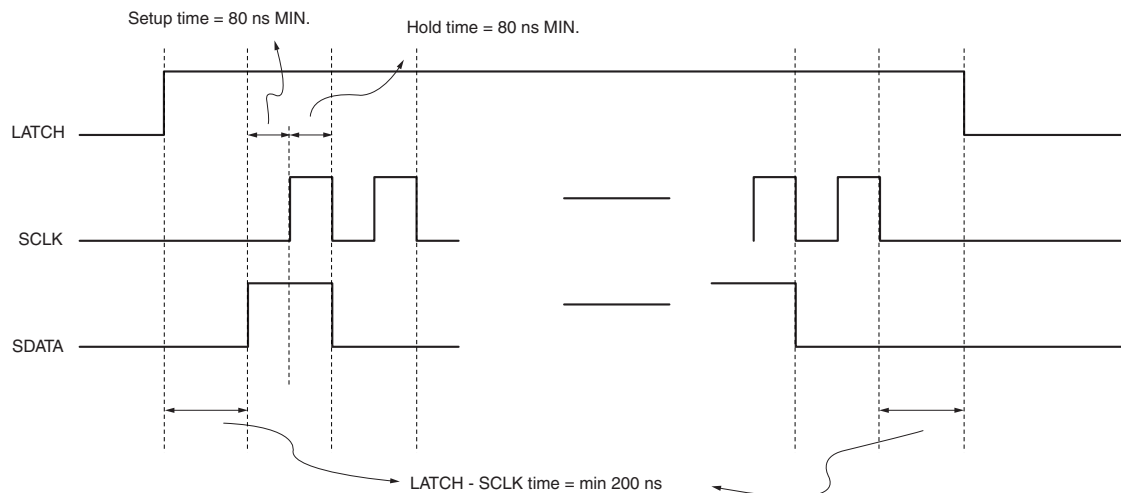 Setup time = 80 ns MIN.
Hold time = 80 ns MIN.
LATCH
SCLK
SDATA
LATCH - SCLK time = min 200 ns